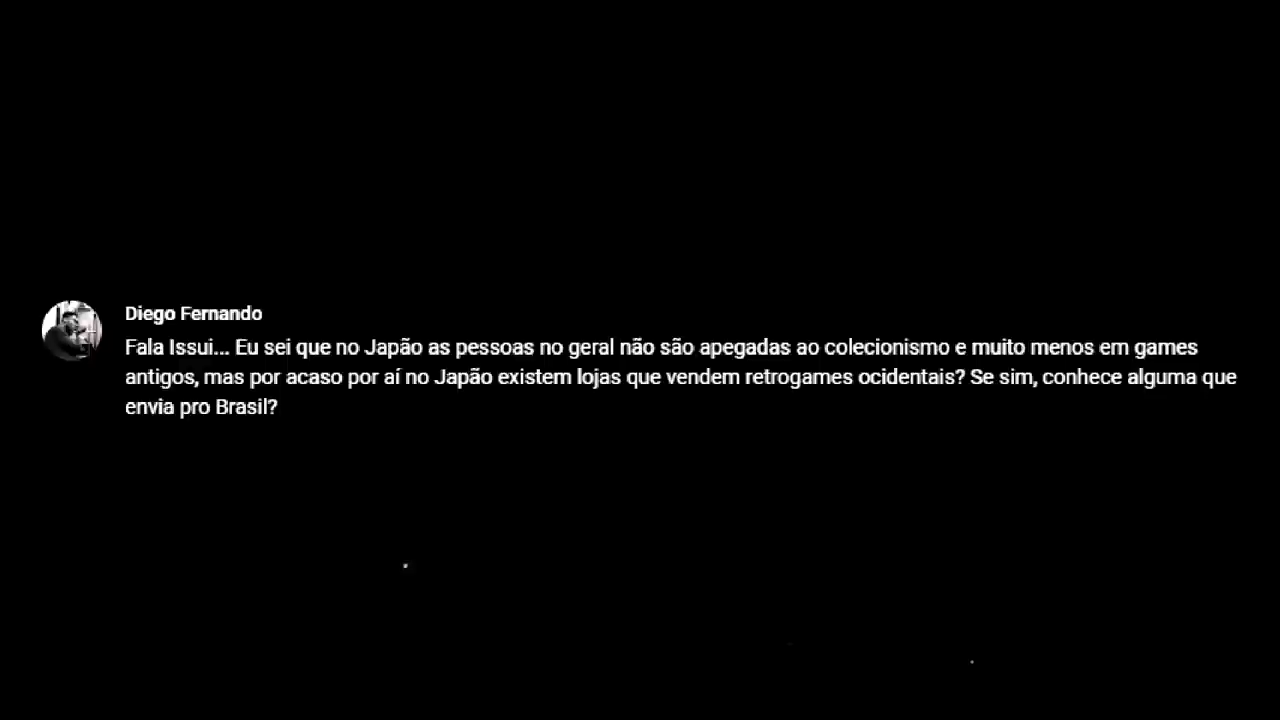 Diego Fernando
Fala Issui... Eu sei que no Japão as pessoas no geral não são apegadas ao colecionismo e muito menos em games
antigos, mas por acaso por aí no Japão existem lojas que vendem retrogames ocidentais? Se sim, conhece alguma que
envia pro Brasil?